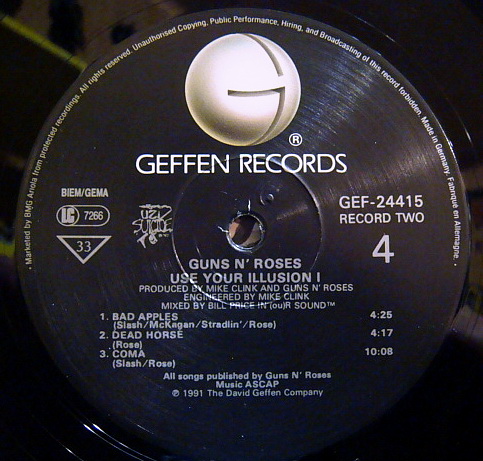 Marketed by BMG Ariola from protected recordings. All rights reserved. Unauthorised Copying, Public Performance, Hiring, and Broadcasting of this record forbidden. Made in Germany. Fabriqué en Allemagne.
®
GEFFEN RECORDS
BIEM/GEMA
LC 7266
33
UZI
SUICIDE
GEF-24415
RECORD TWO
4
GUNS N' ROSES
USE YOUR ILLUSION I
PRODUCED BY MIKE CLINK AND GUNS N' ROSES
ENGINEERED BY MIKE CLINK
MIXED BY BILL PRICE IN (ou)R SOUND™
1. BAD APPLES 4:25
(Slash/McKagan/Stradlin'/Rose)
2. DEAD HORSE 4:17
(Rose)
3. COMA 10:08
(Slash/Rose)
All songs published by Guns N' Roses
Music ASCAP
℗ 1991 The David Geffen Company